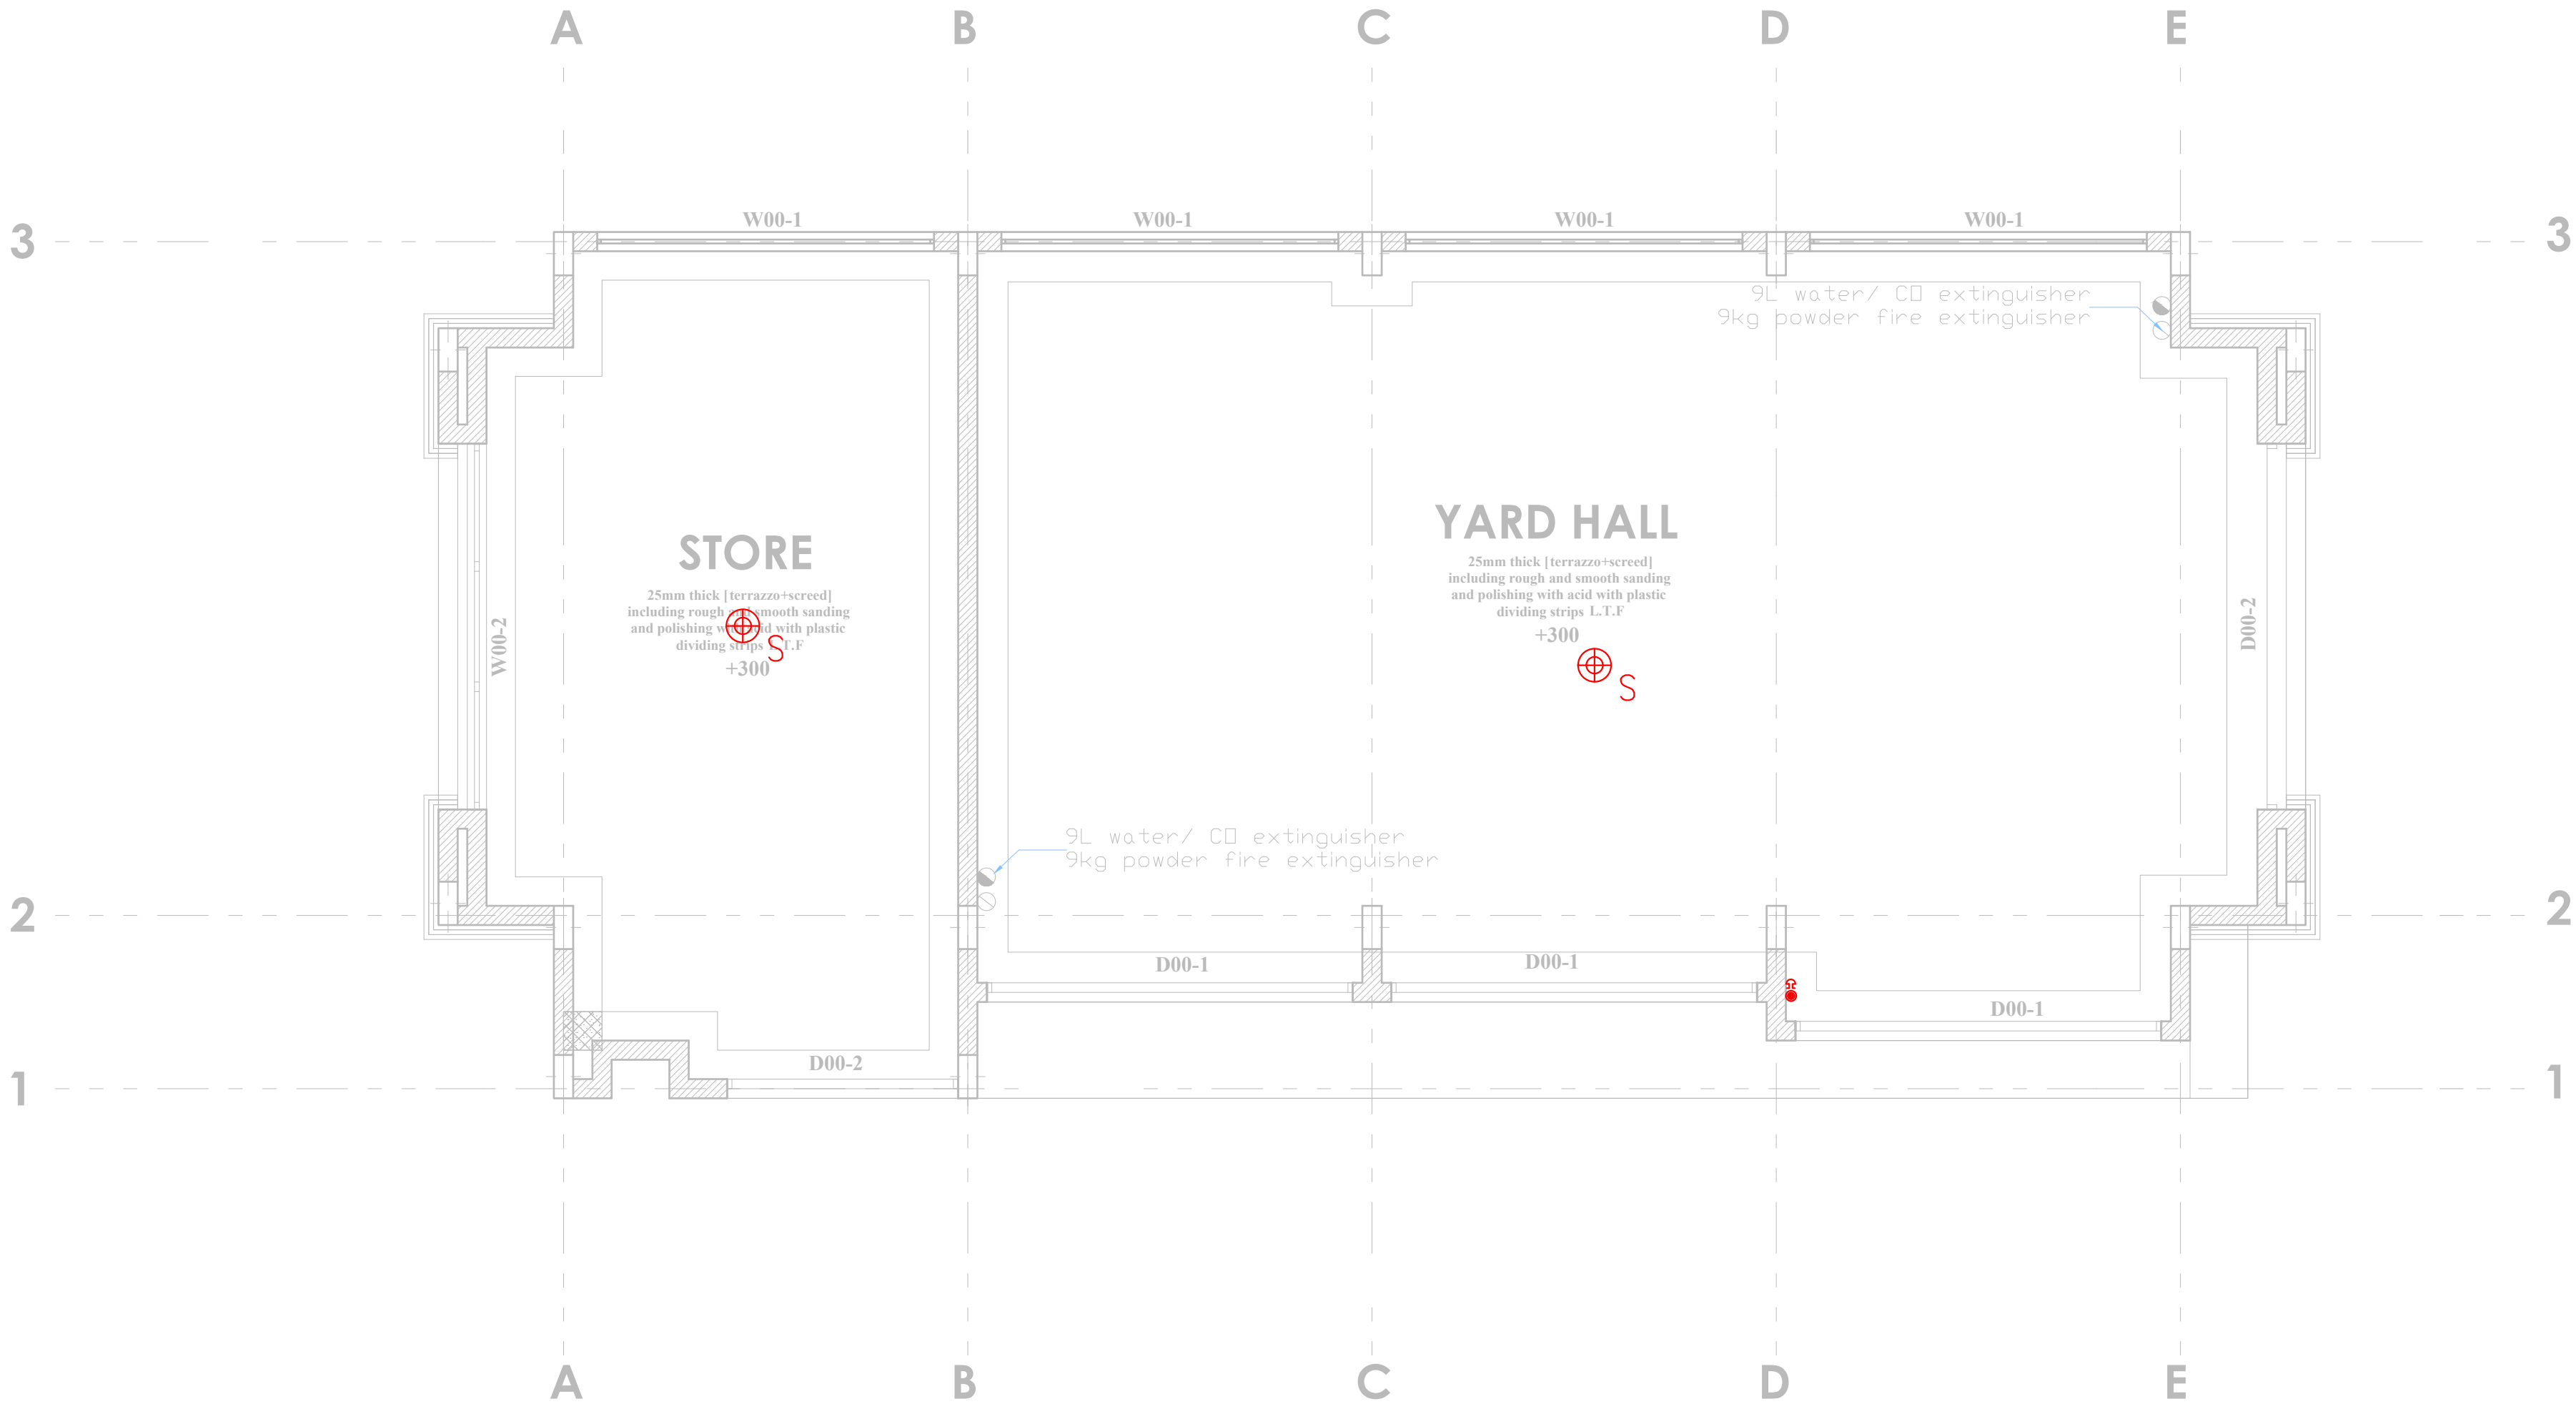 A B C D E
3 3
W00-1 W00-1 W00-1 W00-1
9L water/ C▯ extinguisher
9kg powder fire extinguisher
YARD HALL
25mm thick [terrazzo+screed]
including rough and smooth sanding
and polishing with acid with plastic
dividing strips L.T.F
+300
S
STORE
25mm thick [terrazzo+screed]
including rough and smooth sanding
and polishing with acid with plastic
dividing strips L.T.F
+300
S
W00-2
D00-2
9L water/ C▯ extinguisher
9kg powder fire extinguisher
2 2
D00-1 D00-1
D00-1
D00-2
1 1
A B C D E